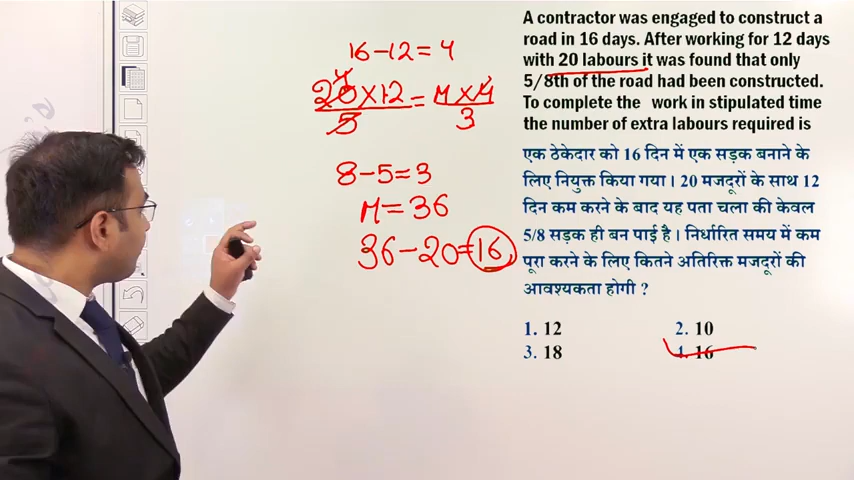 16-12=4
20×12/5 = M×4/3
4
8-5=3
M=36
36-20=16
A contractor was engaged to construct a
road in 16 days. After working for 12 days
with 20 labours it was found that only
5/8th of the road had been constructed.
To complete the work in stipulated time
the number of extra labours required is
एक ठेकेदार को 16 दिन में एक सड़क बनाने के
लिए नियुक्त किया गया। 20 मजदूरों के साथ 12
दिन कम करने के बाद यह पता चला की केवल
5/8 सड़क ही बन पाई है। निर्धारित समय में कम
पूरा करने के लिए कितने अतिरिक्त मजदूरों की
आवश्यकता होगी ?
1. 12 2. 10
3. 18 4. 16